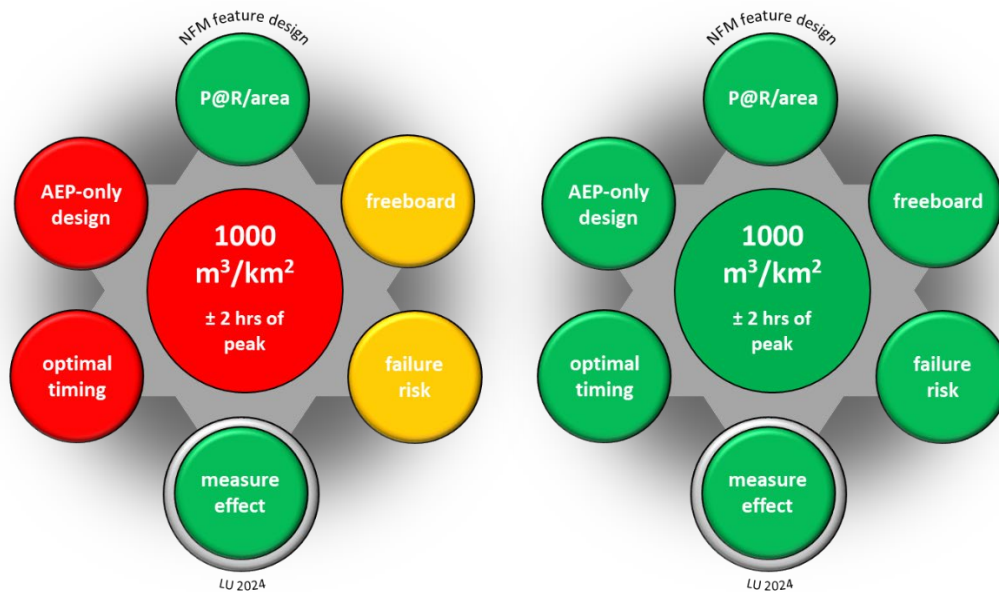 NFM feature design
P@R/area
AEP-only
design
freeboard
1000
m³/km²
± 2 hrs of
peak
optimal
timing
failure
risk
measure
effect
LU 2024
NFM feature design
P@R/area
AEP-only
design
freeboard
1000
m³/km²
± 2 hrs of
peak
optimal
timing
failure
risk
measure
effect
LU 2024